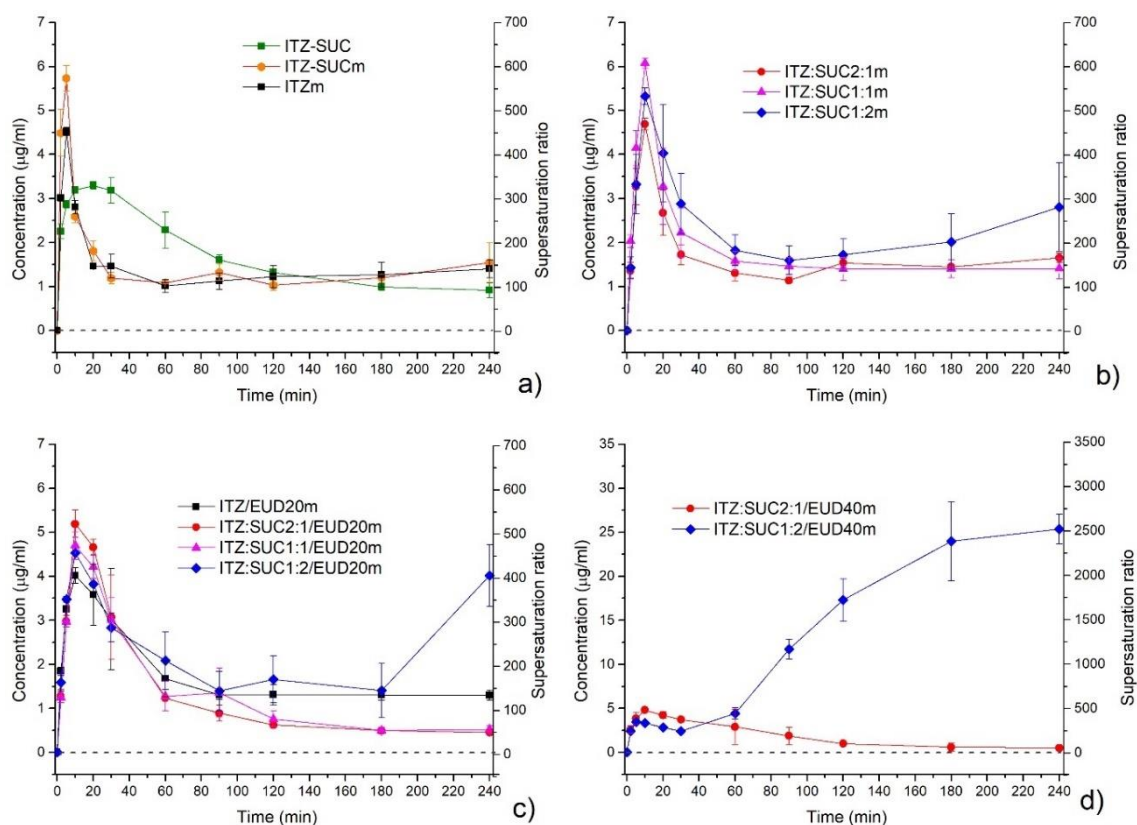 7
6
5
4
3
2
1
0
Concentration (µg/ml)
ITZ-SUC
ITZ-SUCm
ITZm
700
600
500
400
300
200
100
0
Supersaturation ratio
0 20 40 60 80 100 120 140 160 180 200 220 240
Time (min)
a)
7
6
5
4
3
2
1
0
Concentration (µg/ml)
ITZ:SUC2:1m
ITZ:SUC1:1m
ITZ:SUC1:2m
700
600
500
400
300
200
100
0
Supersaturation ratio
0 20 40 60 80 100 120 140 160 180 200 220 240
Time (min)
b)
7
6
5
4
3
2
1
0
Concentration (µg/ml)
ITZ/EUD20m
ITZ:SUC2:1/EUD20m
ITZ:SUC1:1/EUD20m
ITZ:SUC1:2/EUD20m
700
600
500
400
300
200
100
0
Supersaturation ratio
0 20 40 60 80 100 120 140 160 180 200 220 240
Time (min)
c)
35
30
25
20
15
10
5
0
Concentration (µg/ml)
ITZ:SUC2:1/EUD40m
ITZ:SUC1:2/EUD40m
3500
3000
2500
2000
1500
1000
500
0
Supersaturation ratio
0 20 40 60 80 100 120 140 160 180 200 220 240
Time (min)
d)